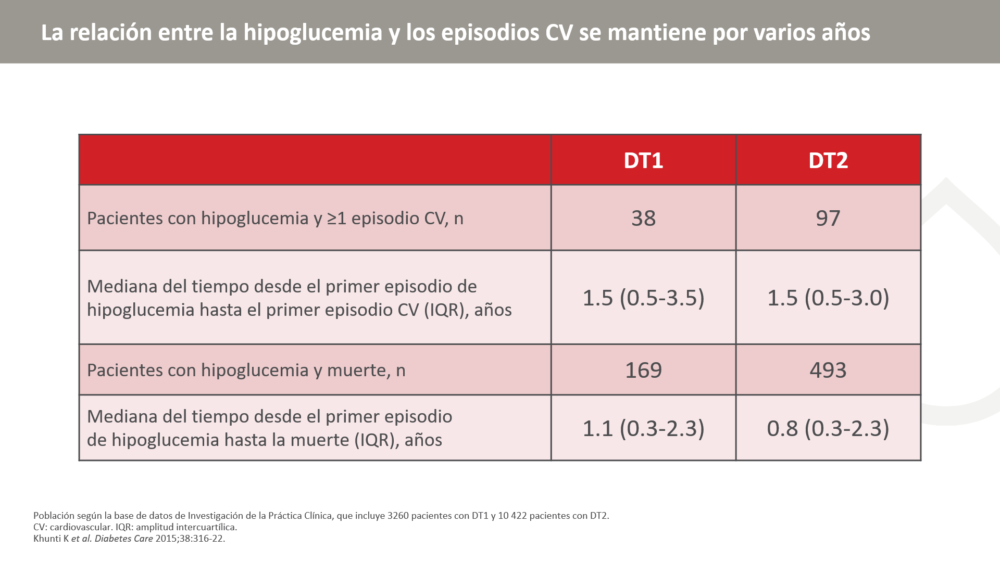 La relación entre la hipoglucemia y los episodios CV se mantiene por varios años
DT1
DT2
Pacientes con hipoglucemia y ≥1 episodio CV, n
38
97
Mediana del tiempo desde el primer episodio de
hipoglucemia hasta el primer episodio CV (IQR), años
1.5 (0.5-3.5)
1.5 (0.5-3.0)
Pacientes con hipoglucemia y muerte, n
169
493
Mediana del tiempo desde el primer episodio
de hipoglucemia hasta la muerte (IQR), años
1.1 (0.3-2.3)
0.8 (0.3-2.3)
Población según la base de datos de Investigación de la Práctica Clínica, que incluye 3260 pacientes con DT1 y 10 422 pacientes con DT2.
CV: cardiovascular. IQR: amplitud intercuartílica.
Khunti K et al. Diabetes Care 2015;38:316-22.